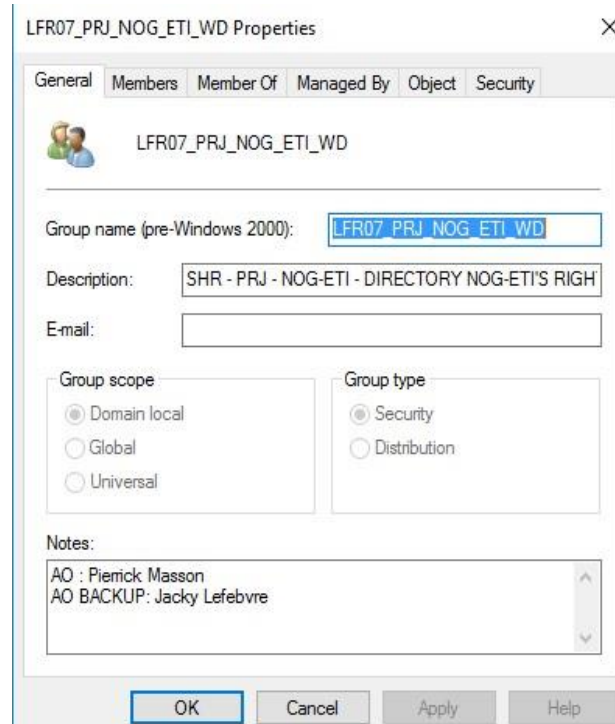 LFR07_PRJ_NOG_ETI_WD Properties
General Members Member Of Managed By Object Security
LFR07_PRJ_NOG_ETI_WD
Group name (pre-Windows 2000): LFR07_PRJ_NOG_ETI_WD
Description: SHR - PRJ - NOG-ETI - DIRECTORY NOG-ETI'S RIGH
E-mail:
Group scope
Domain local
Global
Universal
Group type
Security
Distribution
Notes:
AO : Pierrick Masson
AO BACKUP: Jacky Lefebvre
OK Cancel Apply Help